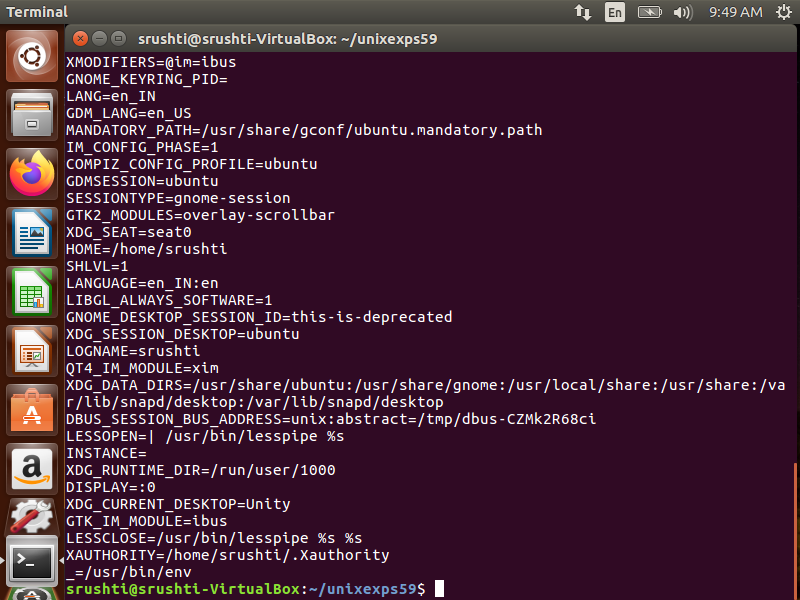 Terminal
En
9:49 AM
srushti@srushti-VirtualBox: ~/unixexps59
XMODIFIERS=@im=ibus
GNOME_KEYRING_PID=
LANG=en_IN
GDM_LANG=en_US
MANDATORY_PATH=/usr/share/gconf/ubuntu.mandatory.path
IM_CONFIG_PHASE=1
COMPIZ_CONFIG_PROFILE=ubuntu
GDMSESSION=ubuntu
SESSIONTYPE=gnome-session
GTK2_MODULES=overlay-scrollbar
XDG_SEAT=seat0
HOME=/home/srushti
SHLVL=1
LANGUAGE=en_IN:en
LIBGL_ALWAYS_SOFTWARE=1
GNOME_DESKTOP_SESSION_ID=this-is-deprecated
XDG_SESSION_DESKTOP=ubuntu
LOGNAME=srushti
QT4_IM_MODULE=xim
XDG_DATA_DIRS=/usr/share/ubuntu:/usr/share/gnome:/usr/local/share:/usr/share:/va
r/lib/snapd/desktop:/var/lib/snapd/desktop
DBUS_SESSION_BUS_ADDRESS=unix:abstract=/tmp/dbus-CZMk2R68ci
LESSOPEN=| /usr/bin/lesspipe %s
INSTANCE=
XDG_RUNTIME_DIR=/run/user/1000
DISPLAY=:0
XDG_CURRENT_DESKTOP=Unity
GTK_IM_MODULE=ibus
LESSCLOSE=/usr/bin/lesspipe %s %s
XAUTHORITY=/home/srushti/.Xauthority
_=/usr/bin/env
srushti@srushti-VirtualBox:~/unixexps59$